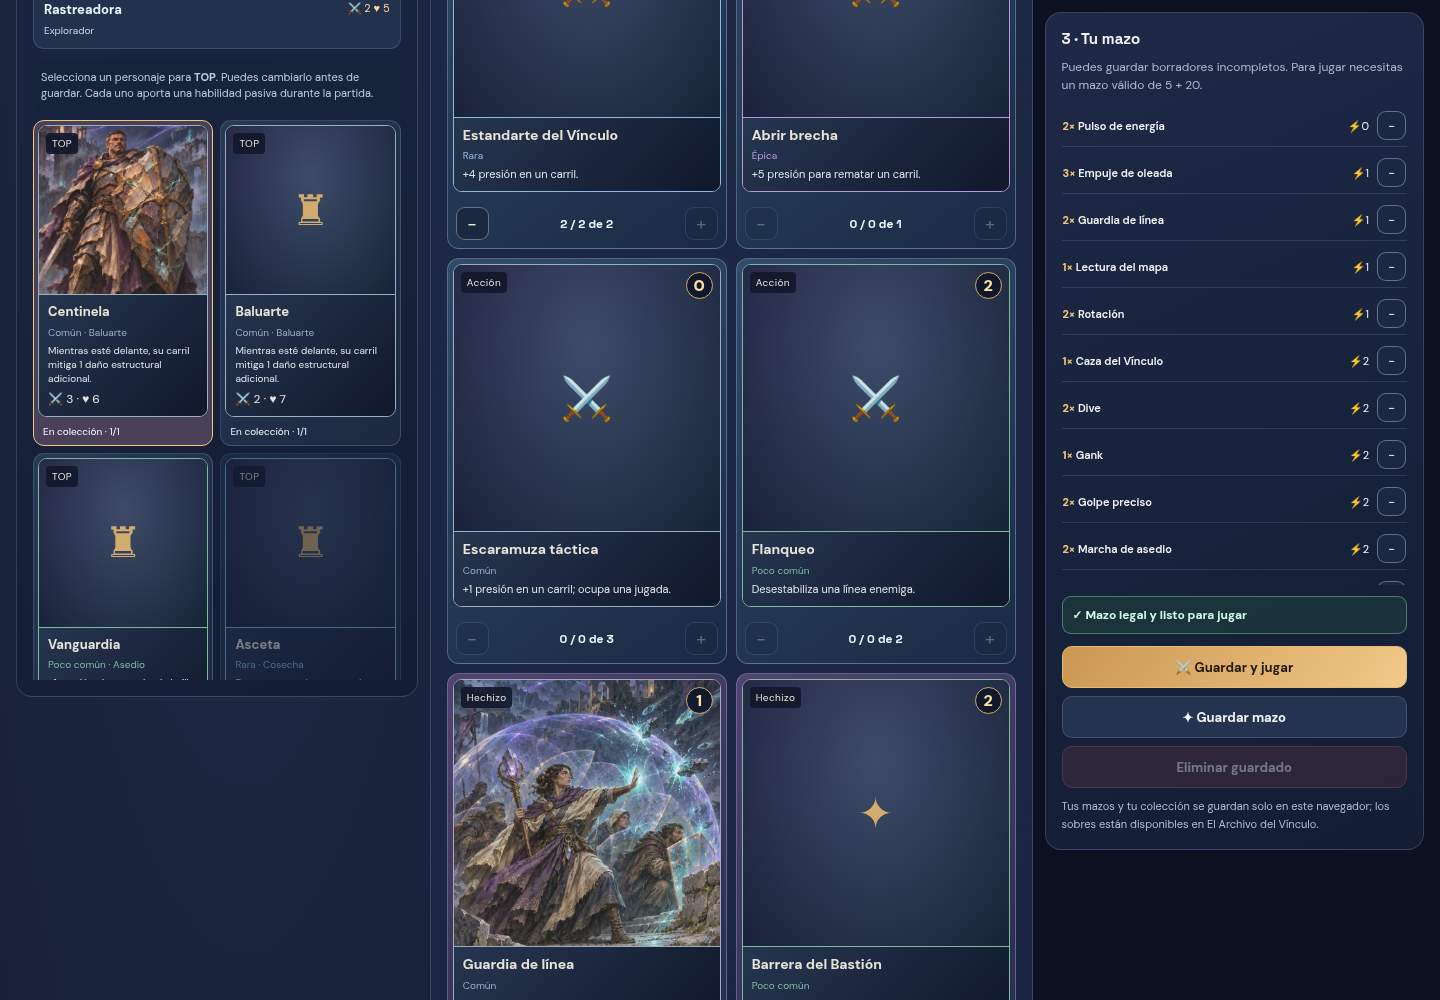 Rastreadora
⚔️ 2 ♥ 5
Explorador
Selecciona un personaje para TOP. Puedes cambiarlo antes de
guardar. Cada uno aporta una habilidad pasiva durante la partida.
TOP
Centinela
Común · Baluarte
Mientras esté delante, su carril
mitiga 1 daño estructural
adicional.
⚔️ 3 · ♥ 6
En colección · 1/1
TOP
Baluarte
Común · Baluarte
Mientras esté delante, su carril
mitiga 1 daño estructural
adicional.
⚔️ 2 · ♥ 7
En colección · 1/1
TOP
Vanguardia
Poco común · Asedio
TOP
Asceta
Rara · Cosecha
Estandarte del Vínculo
Rara
+4 presión en un carril.
− 2 / 2 de 2 +
Abrir brecha
Épica
+5 presión para rematar un carril.
− 0 / 0 de 1 +
Acción 0
Escaramuza táctica
Común
+1 presión en un carril; ocupa una jugada.
− 0 / 0 de 3 +
Acción 2
Flanqueo
Poco común
Desestabiliza una línea enemiga.
− 0 / 0 de 2 +
Hechizo 1
Guardia de línea
Común
Hechizo 2
Barrera del Bastión
Poco común
3 · Tu mazo
Puedes guardar borradores incompletos. Para jugar necesitas
un mazo válido de 5 + 20.
2× Pulso de energía ⚡0 −
3× Empuje de oleada ⚡1 −
2× Guardia de línea ⚡1 −
1× Lectura del mapa ⚡1 −
2× Rotación ⚡1 −
1× Caza del Vínculo ⚡2 −
2× Dive ⚡2 −
1× Gank ⚡2 −
2× Golpe preciso ⚡2 −
2× Marcha de asedio ⚡2 −
✓ Mazo legal y listo para jugar
⚔️ Guardar y jugar
✦ Guardar mazo
Eliminar guardado
Tus mazos y tu colección se guardan solo en este navegador; los
sobres están disponibles en El Archivo del Vínculo.